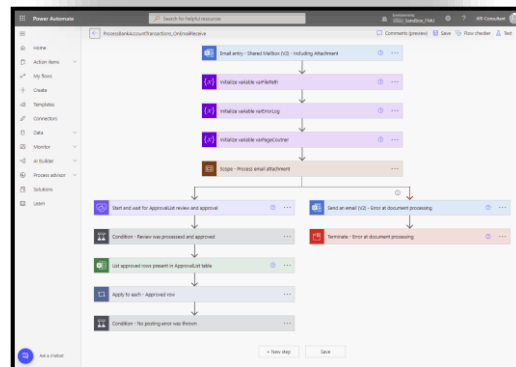 Power Automate
Search for helpful resources
Environments
KPI Consultant
ProcessBankaccountTransactions_OnEmailReceive
Comments (preview)
Save
Flow checker
Test
Home
Action items
My flows
Create
Templates
Connectors
Data
Monitor
AI Builder
Process advisor
Solutions
Learn
Email entry - Shared Mailbox (V2) - Including Attachment
Initialize variable varFilePath
Initialize variable varErrorLog
Initialize variable varPageCoutner
Scope - Process email attachment
Start and wait for ApprovalList review and approval
Send an email (V2) - Error at document processing
Condition - Review was processed and approved
Terminate - Error at document processing
List approved rows present in ApprovalList table
Apply to each - Approved row
Condition - No posting error was thrown
+ New step
Save
Ask a chatbot